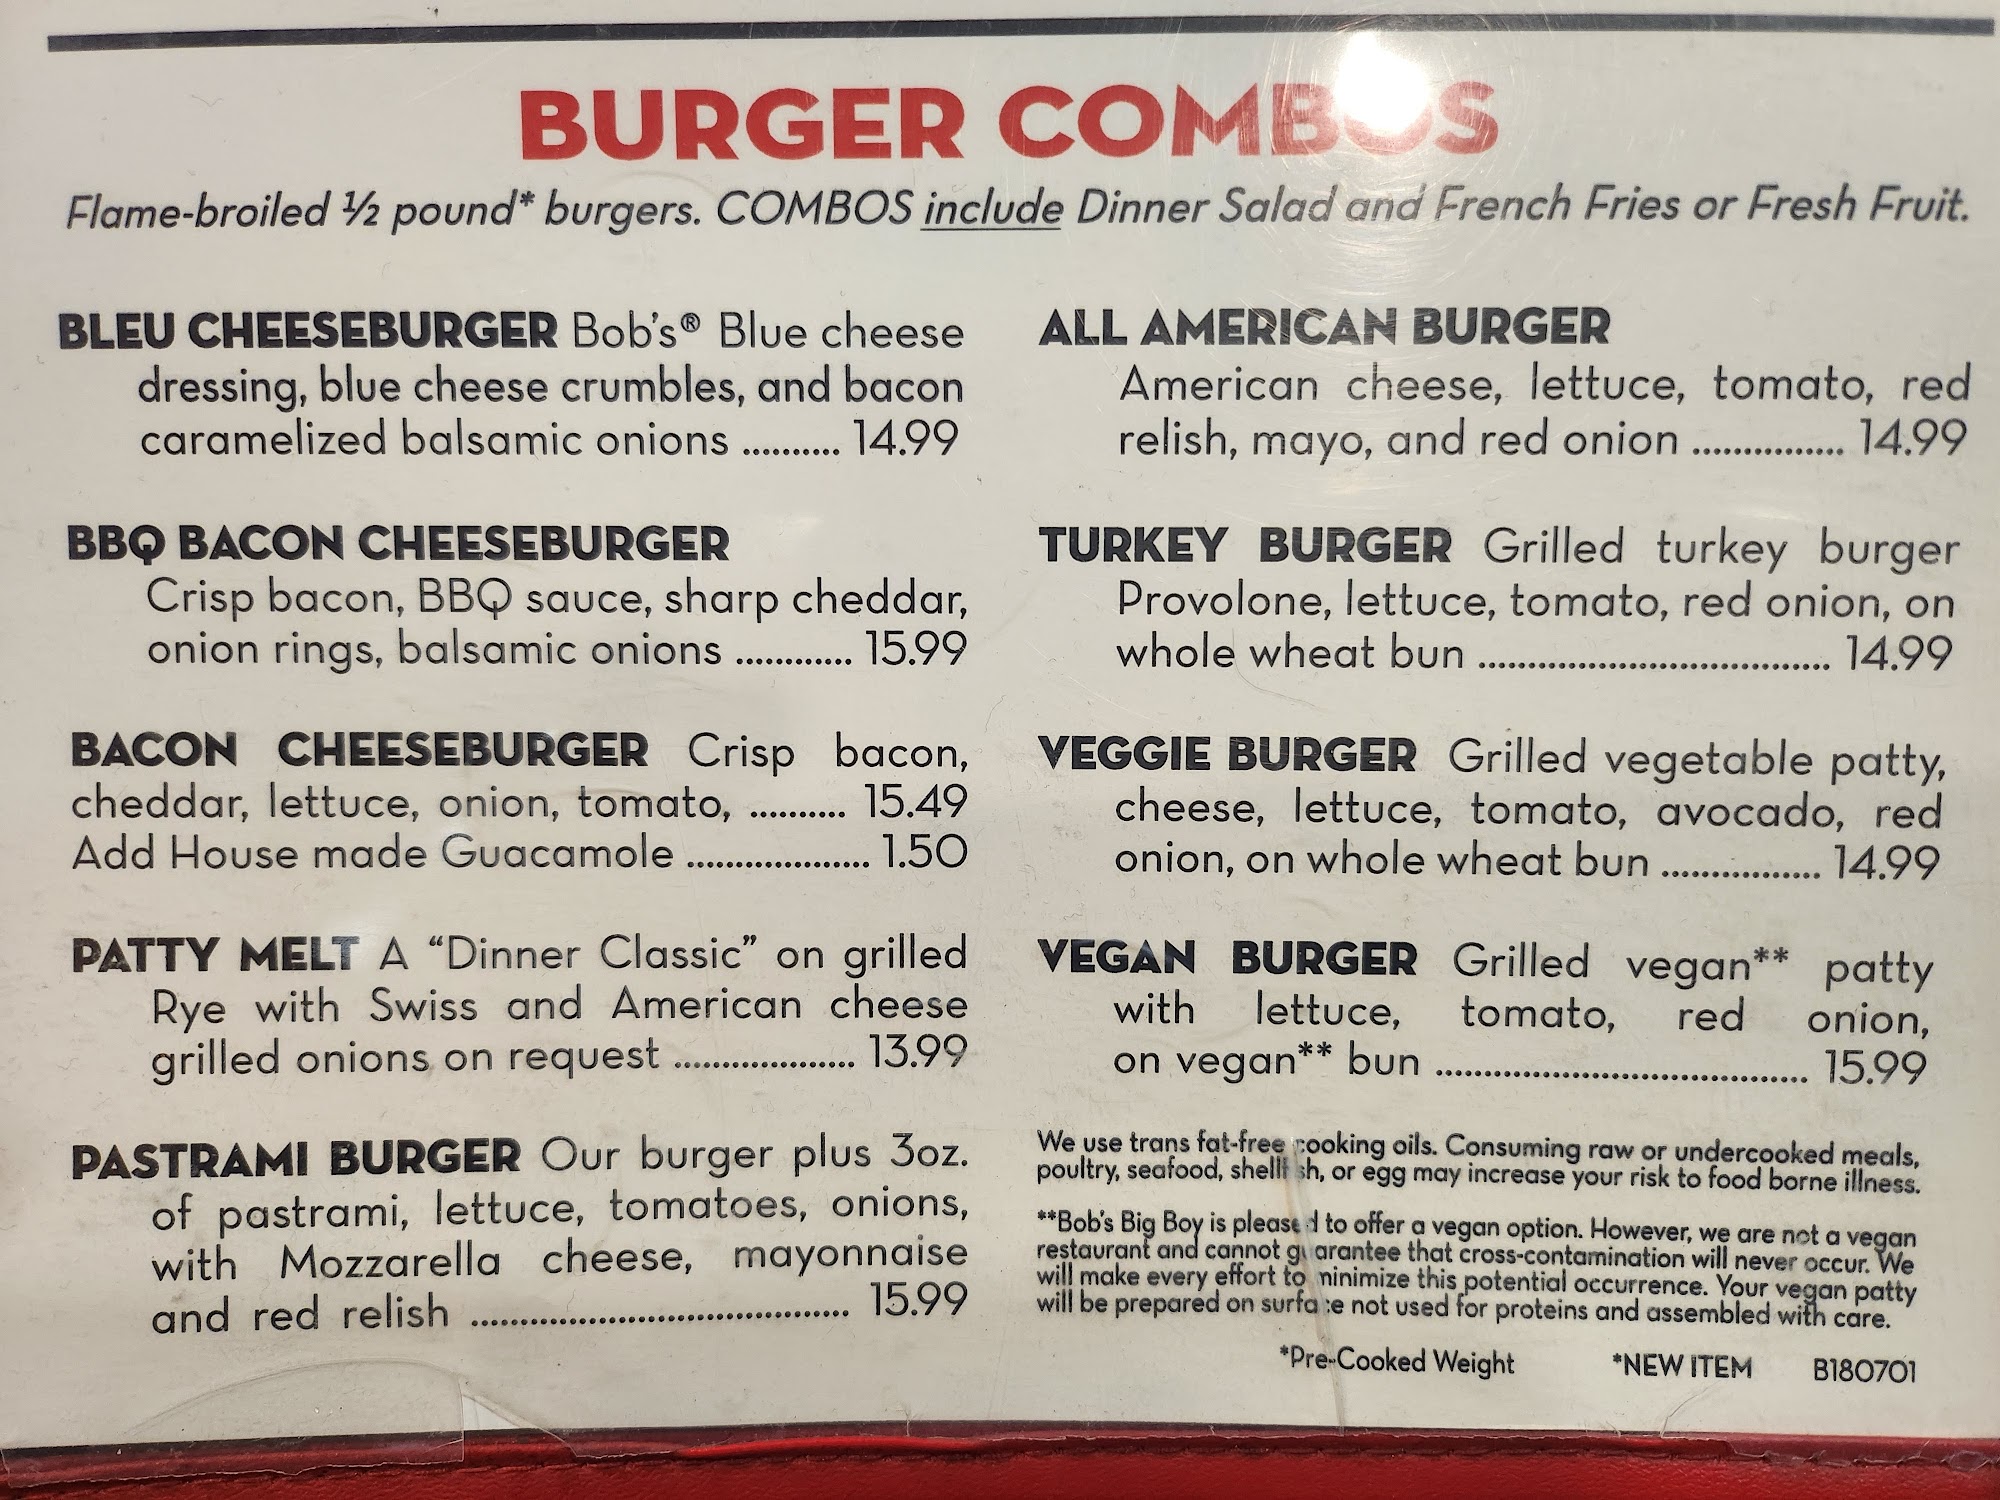 BURGER COMBOS
Flame-broiled ½ pound* burgers. COMBOS include Dinner Salad and French Fries or Fresh Fruit.
BLEU CHEESEBURGER Bob's® Blue cheese
dressing, blue cheese crumbles, and bacon
caramelized balsamic onions .......... 14.99
BBQ BACON CHEESEBURGER
Crisp bacon, BBQ sauce, sharp cheddar,
onion rings, balsamic onions ............ 15.99
BACON CHEESEBURGER Crisp bacon,
cheddar, lettuce, onion, tomato, .......... 15.49
Add House made Guacamole ................... 1.50
PATTY MELT A “Dinner Classic” on grilled
Rye with Swiss and American cheese
grilled onions on request ................... 13.99
PASTRAMI BURGER Our burger plus 3oz.
of pastrami, lettuce, tomatoes, onions,
with Mozzarella cheese, mayonnaise
and red relish ....................................... 15.99
ALL AMERICAN BURGER
American cheese, lettuce, tomato, red
relish, mayo, and red onion ................ 14.99
TURKEY BURGER Grilled turkey burger
Provolone, lettuce, tomato, red onion, on
whole wheat bun ..................................... 14.99
VEGGIE BURGER Grilled vegetable patty,
cheese, lettuce, tomato, avocado, red
onion, on whole wheat bun ................. 14.99
VEGAN BURGER Grilled vegan** patty
with lettuce, tomato, red onion,
on vegan** bun ....................................... 15.99
We use trans fat-free cooking oils. Consuming raw or undercooked meals,
poultry, seafood, shellfish, or egg may increase your risk to food borne illness.
**Bob's Big Boy is pleased to offer a vegan option. However, we are not a vegan
restaurant and cannot guarantee that cross-contamination will never occur. We
will make every effort to minimize this potential occurrence. Your vegan patty
will be prepared on surface not used for proteins and assembled with care.
*Pre-Cooked Weight *NEW ITEM B180701